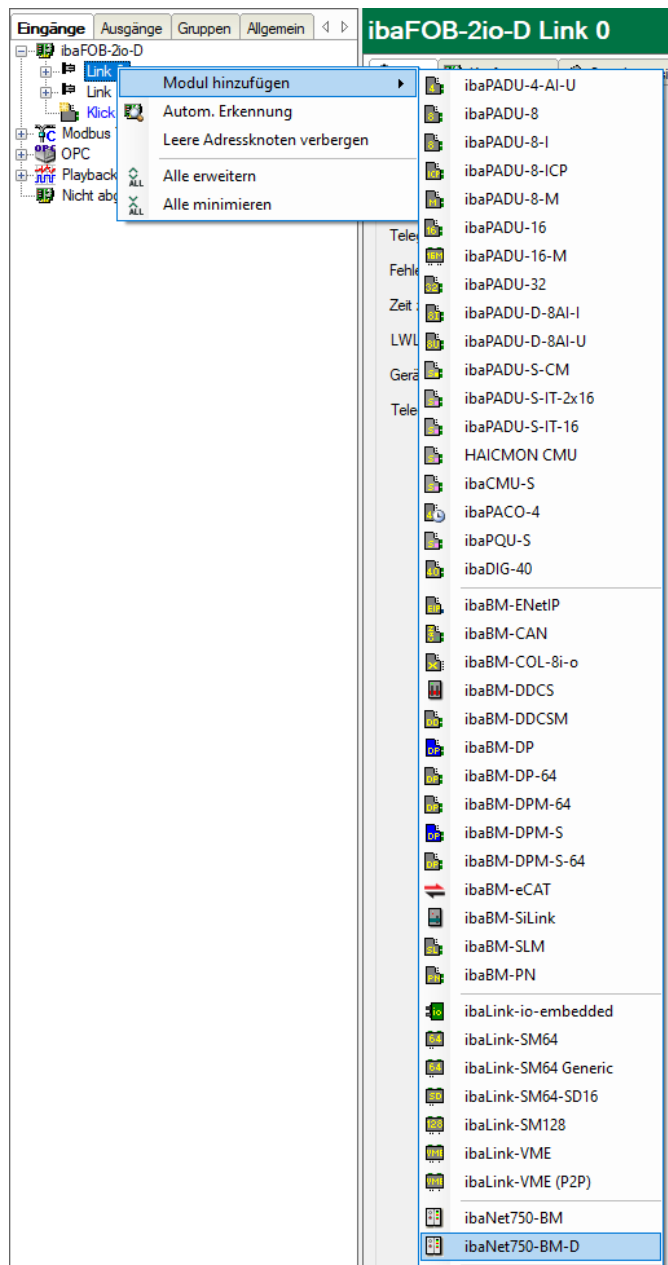 Eingänge Ausgänge Gruppen Allgemein
ibaFOB-2io-D Link 0
ibaFOB-2io-D
Link
Link
Klick
Modbus
OPC
Playback
Nicht
Modul hinzufügen
Autom. Erkennung
Leere Adressknoten verbergen
Alle erweitern
Alle minimieren
ALL
ALL
Zeit
LWL
ibaPADU-4-AI-U
ibaPADU-8
ibaPADU-8-I
ibaPADU-8-ICP
ibaPADU-8-M
ibaPADU-16
ibaPADU-16-M
ibaPADU-32
ibaPADU-D-8AI-I
ibaPADU-D-8AI-U
ibaPADU-S-CM
ibaPADU-S-IT-2x16
ibaPADU-S-IT-16
HAICMON CMU
ibaCMU-S
ibaPACO-4
ibaPQU-S
ibaDIG-40
ibaBM-ENetIP
ibaBM-CAN
ibaBM-COL-8i-o
ibaBM-DDCS
ibaBM-DDCSM
ibaBM-DP
ibaBM-DP-64
ibaBM-DPM-64
ibaBM-DPM-S
ibaBM-DPM-S-64
ibaBM-eCAT
ibaBM-SiLink
ibaBM-SLM
ibaBM-PN
ibaLink-io-embedded
ibaLink-SM64
ibaLink-SM64 Generic
ibaLink-SM64-SD16
ibaLink-SM128
ibaLink-VME
ibaLink-VME (P2P)
ibaNet750-BM
ibaNet750-BM-D